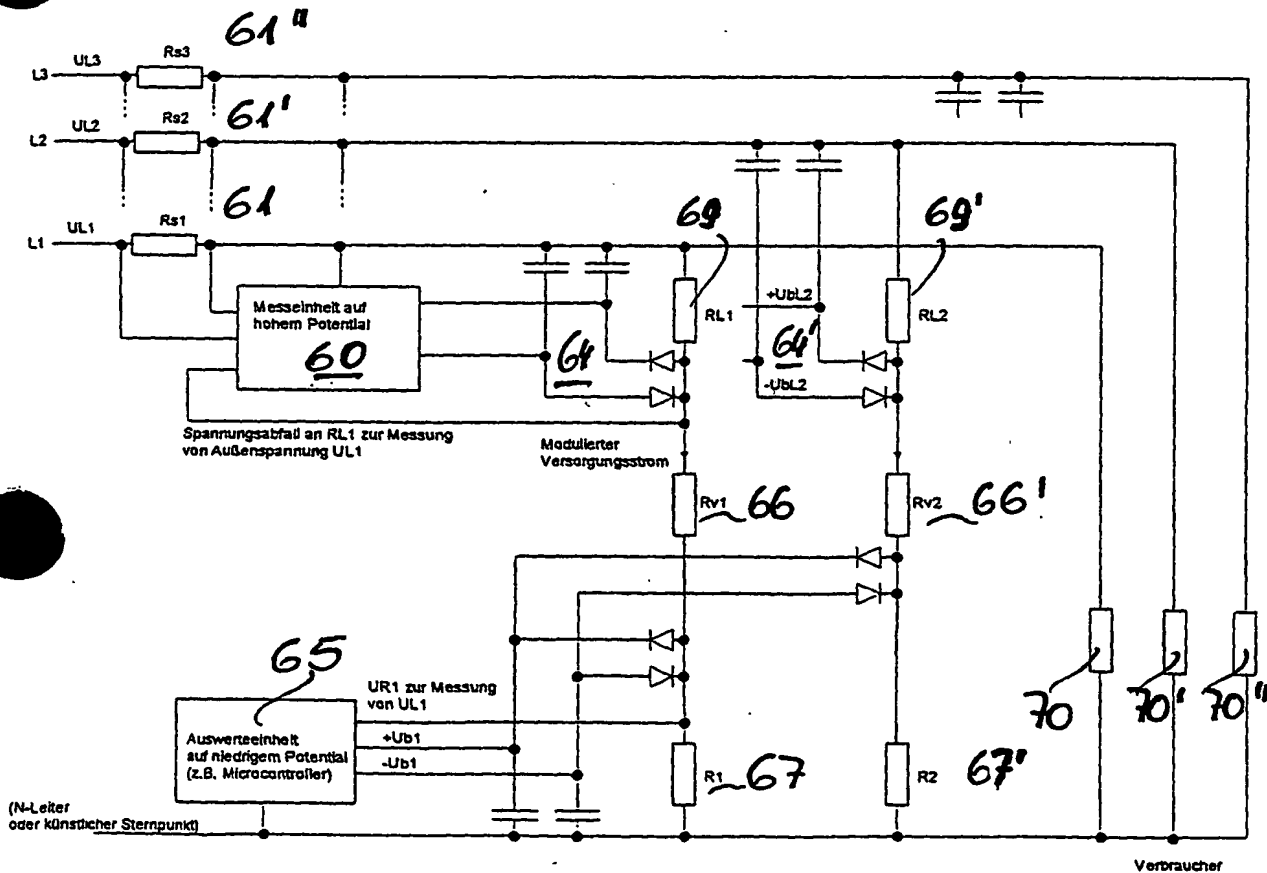 61"
Rs3
UL3
L3
61'
Rs2
UL2
L2
61
Rs1
UL1
L1
69
69'
Messeinheit auf
hohem Potential
60
RL1
+UbL2
RL2
64
64'
-UbL2
Spannungsabfall an RL1 zur Messung
von Außenspannung UL1
Modulierter
Versorgungsstrom
Rv1
66
Rv2
66'
65
UR1 zur Messung
von UL1
70
70'
70"
Auswerteeinheit
auf niedrigem Potential
(z.B. Microcontroller)
+Ub1
-Ub1
R1
67
R2
67'
(N-Leiter
oder künstlicher Sternpunkt)
Verbraucher